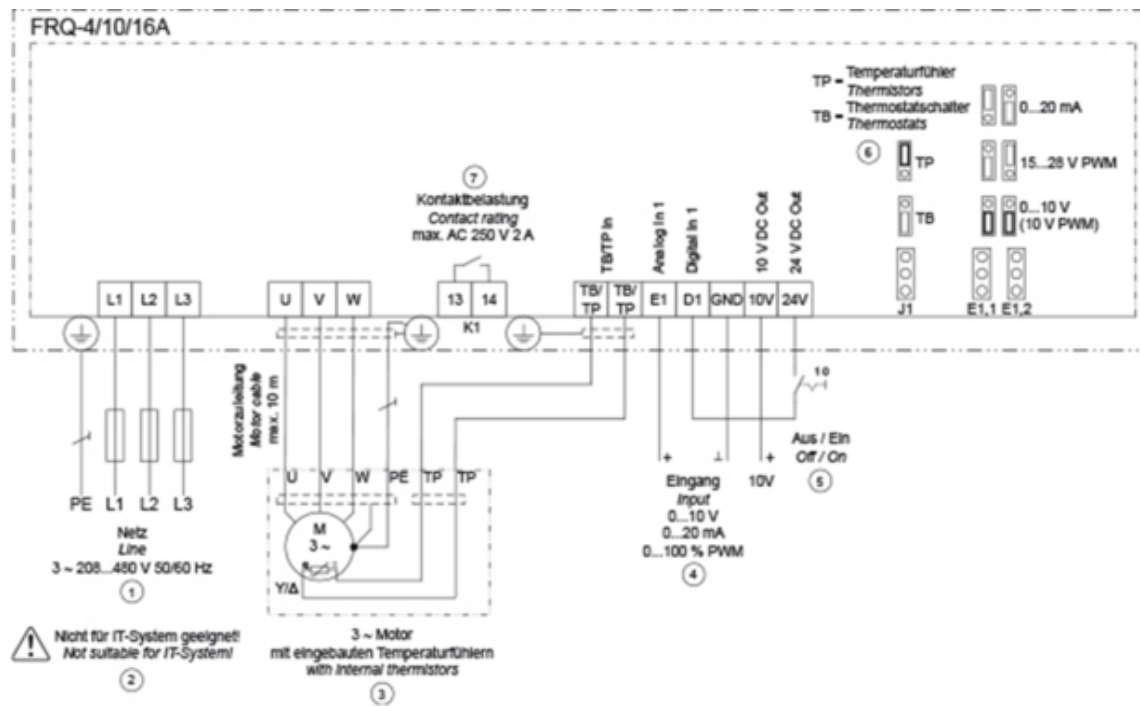 FRQ-4/10/16A
TP - Temperaturfühler
Thermistors
TB - Thermostatschalter
Thermostats
6
TP
TB
J1
0...20 mA
15...28 V PWM
0...10 V
(10 V PWM)
E1,1 E1,2
7
Kontaktbelastung
Contact rating
max. AC 250 V 2 A
TB/TP In
Analog In 1
Digital In 1
10 V DC Out
24 V DC Out
L1 L2 L3
U V W
13 14
K1
TB/TP TB/TP E1 D1 GND 10V 24V
Motorzuleitung
Motor cable
max. 10 m
1 0
Aus / Ein
Off / On
5
PE L1 L2 L3
Netz
Line
3 ~ 208...480 V 50/60 Hz
1
U V W PE TP TP
M
3 ~
Y/Δ
+ ⊥ +
Eingang
Input
0...10 V
0...20 mA
0...100 % PWM
4
10V
Nicht für IT-System geeignet!
Not suitable for IT-System!
2
3 ~ Motor
mit eingebauten Temperaturfühlern
with internal thermistors
3